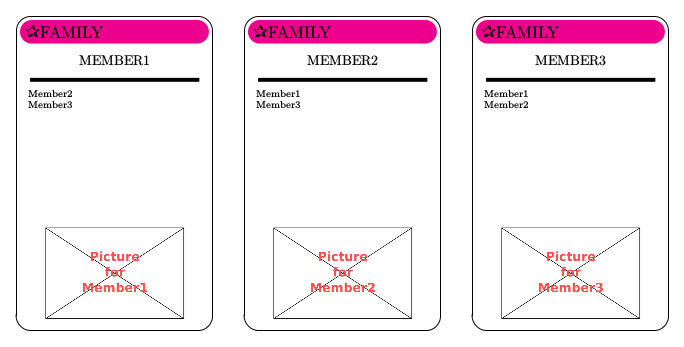 ✰FAMILY
MEMBER1
Member2
Member3
Picture
for
Member1
✰FAMILY
MEMBER2
Member1
Member3
Picture
for
Member2
✰FAMILY
MEMBER3
Member1
Member2
Picture
for
Member3